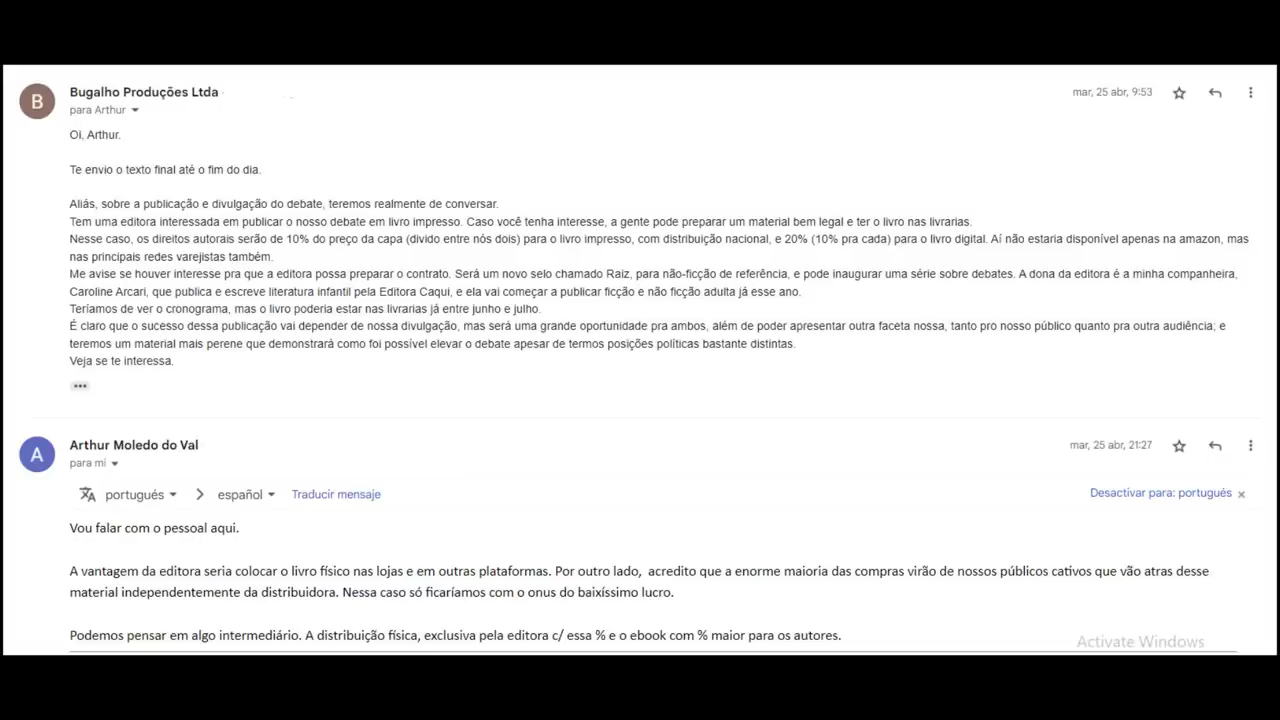 B
Bugalho Produções Ltda
mar, 25 abr, 9:53
para Arthur
Oi, Arthur.
Te envio o texto final até o fim do dia.
Aliás, sobre a publicação e divulgação do debate, teremos realmente de conversar.
Tem uma editora interessada em publicar o nosso debate em livro impresso. Caso você tenha interesse, a gente pode preparar um material bem legal e ter o livro nas livrarias.
Nesse caso, os direitos autorais serão de 10% do preço da capa (divido entre nós dois) para o livro impresso, com distribuição nacional, e 20% (10% pra cada) para o livro digital. Aí não estaria disponível apenas na amazon, mas
nas principais redes varejistas também.
Me avise se houver interesse pra que a editora possa preparar o contrato. Será um novo selo chamado Raiz, para não-ficção de referência, e pode inaugurar uma série sobre debates. A dona da editora é a minha companheira,
Caroline Arcari, que publica e escreve literatura infantil pela Editora Caqui, e ela vai começar a publicar ficção e não ficção adulta já esse ano.
Teríamos de ver o cronograma, mas o livro poderia estar nas livrarias já entre junho e julho.
É claro que o sucesso dessa publicação vai depender de nossa divulgação, mas será uma grande oportunidade pra ambos, além de poder apresentar outra faceta nossa, tanto pro nosso público quanto pra outra audiência; e
teremos um material mais perene que demonstrará como foi possível elevar o debate apesar de termos posições políticas bastante distintas.
Veja se te interessa.
A
Arthur Moledo do Val
mar, 25 abr, 21:27
para mi
portugués > español Traducir mensaje
Desactivar para: portugués ×
Vou falar com o pessoal aqui.
A vantagem da editora seria colocar o livro físico nas lojas e em outras plataformas. Por outro lado, acredito que a enorme maioria das compras virão de nossos públicos cativos que vão atras desse
material independentemente da distribuidora. Nessa caso só ficaríamos com o onus do baixíssimo lucro.
Podemos pensar em algo intermediário. A distribuição física, exclusiva pela editora c/ essa % e o ebook com % maior para os autores.
Activate Windows